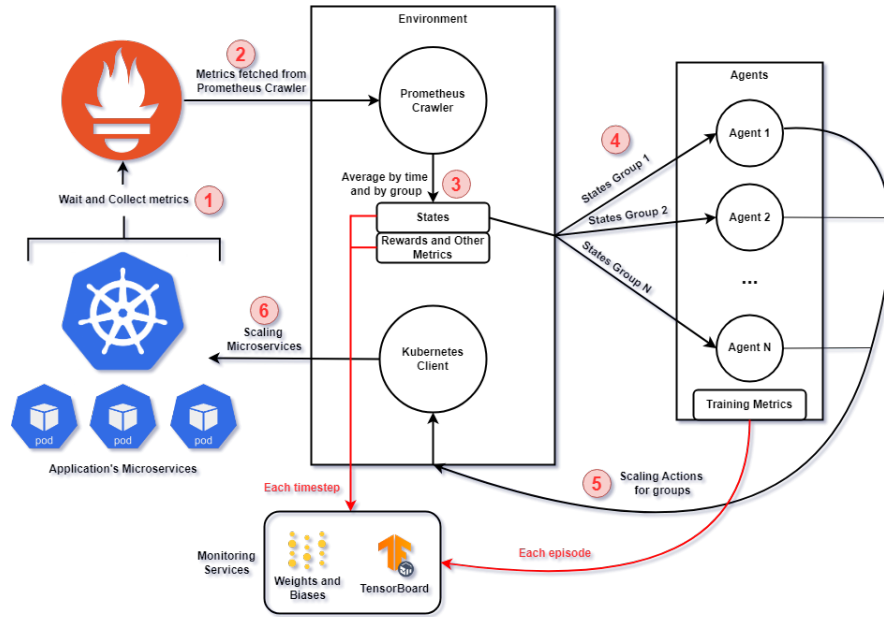 Environment
2
Metrics fetched from
Prometheus Crawler
Prometheus
Crawler
Agents
Agent 1
4
States Group 1
Average by time
and by group
3
1
Wait and Collect metrics
States
Rewards and Other
Metrics
States Group 2
Agent 2
...
States Group N
6
Scaling
Microservices
Kubernetes
Client
Agent N
Training Metrics
pod
pod
pod
Application's Microservices
5
Scaling Actions
for groups
Each timestep
Monitoring
Services
Weights and
Biases
TensorBoard
Each episode